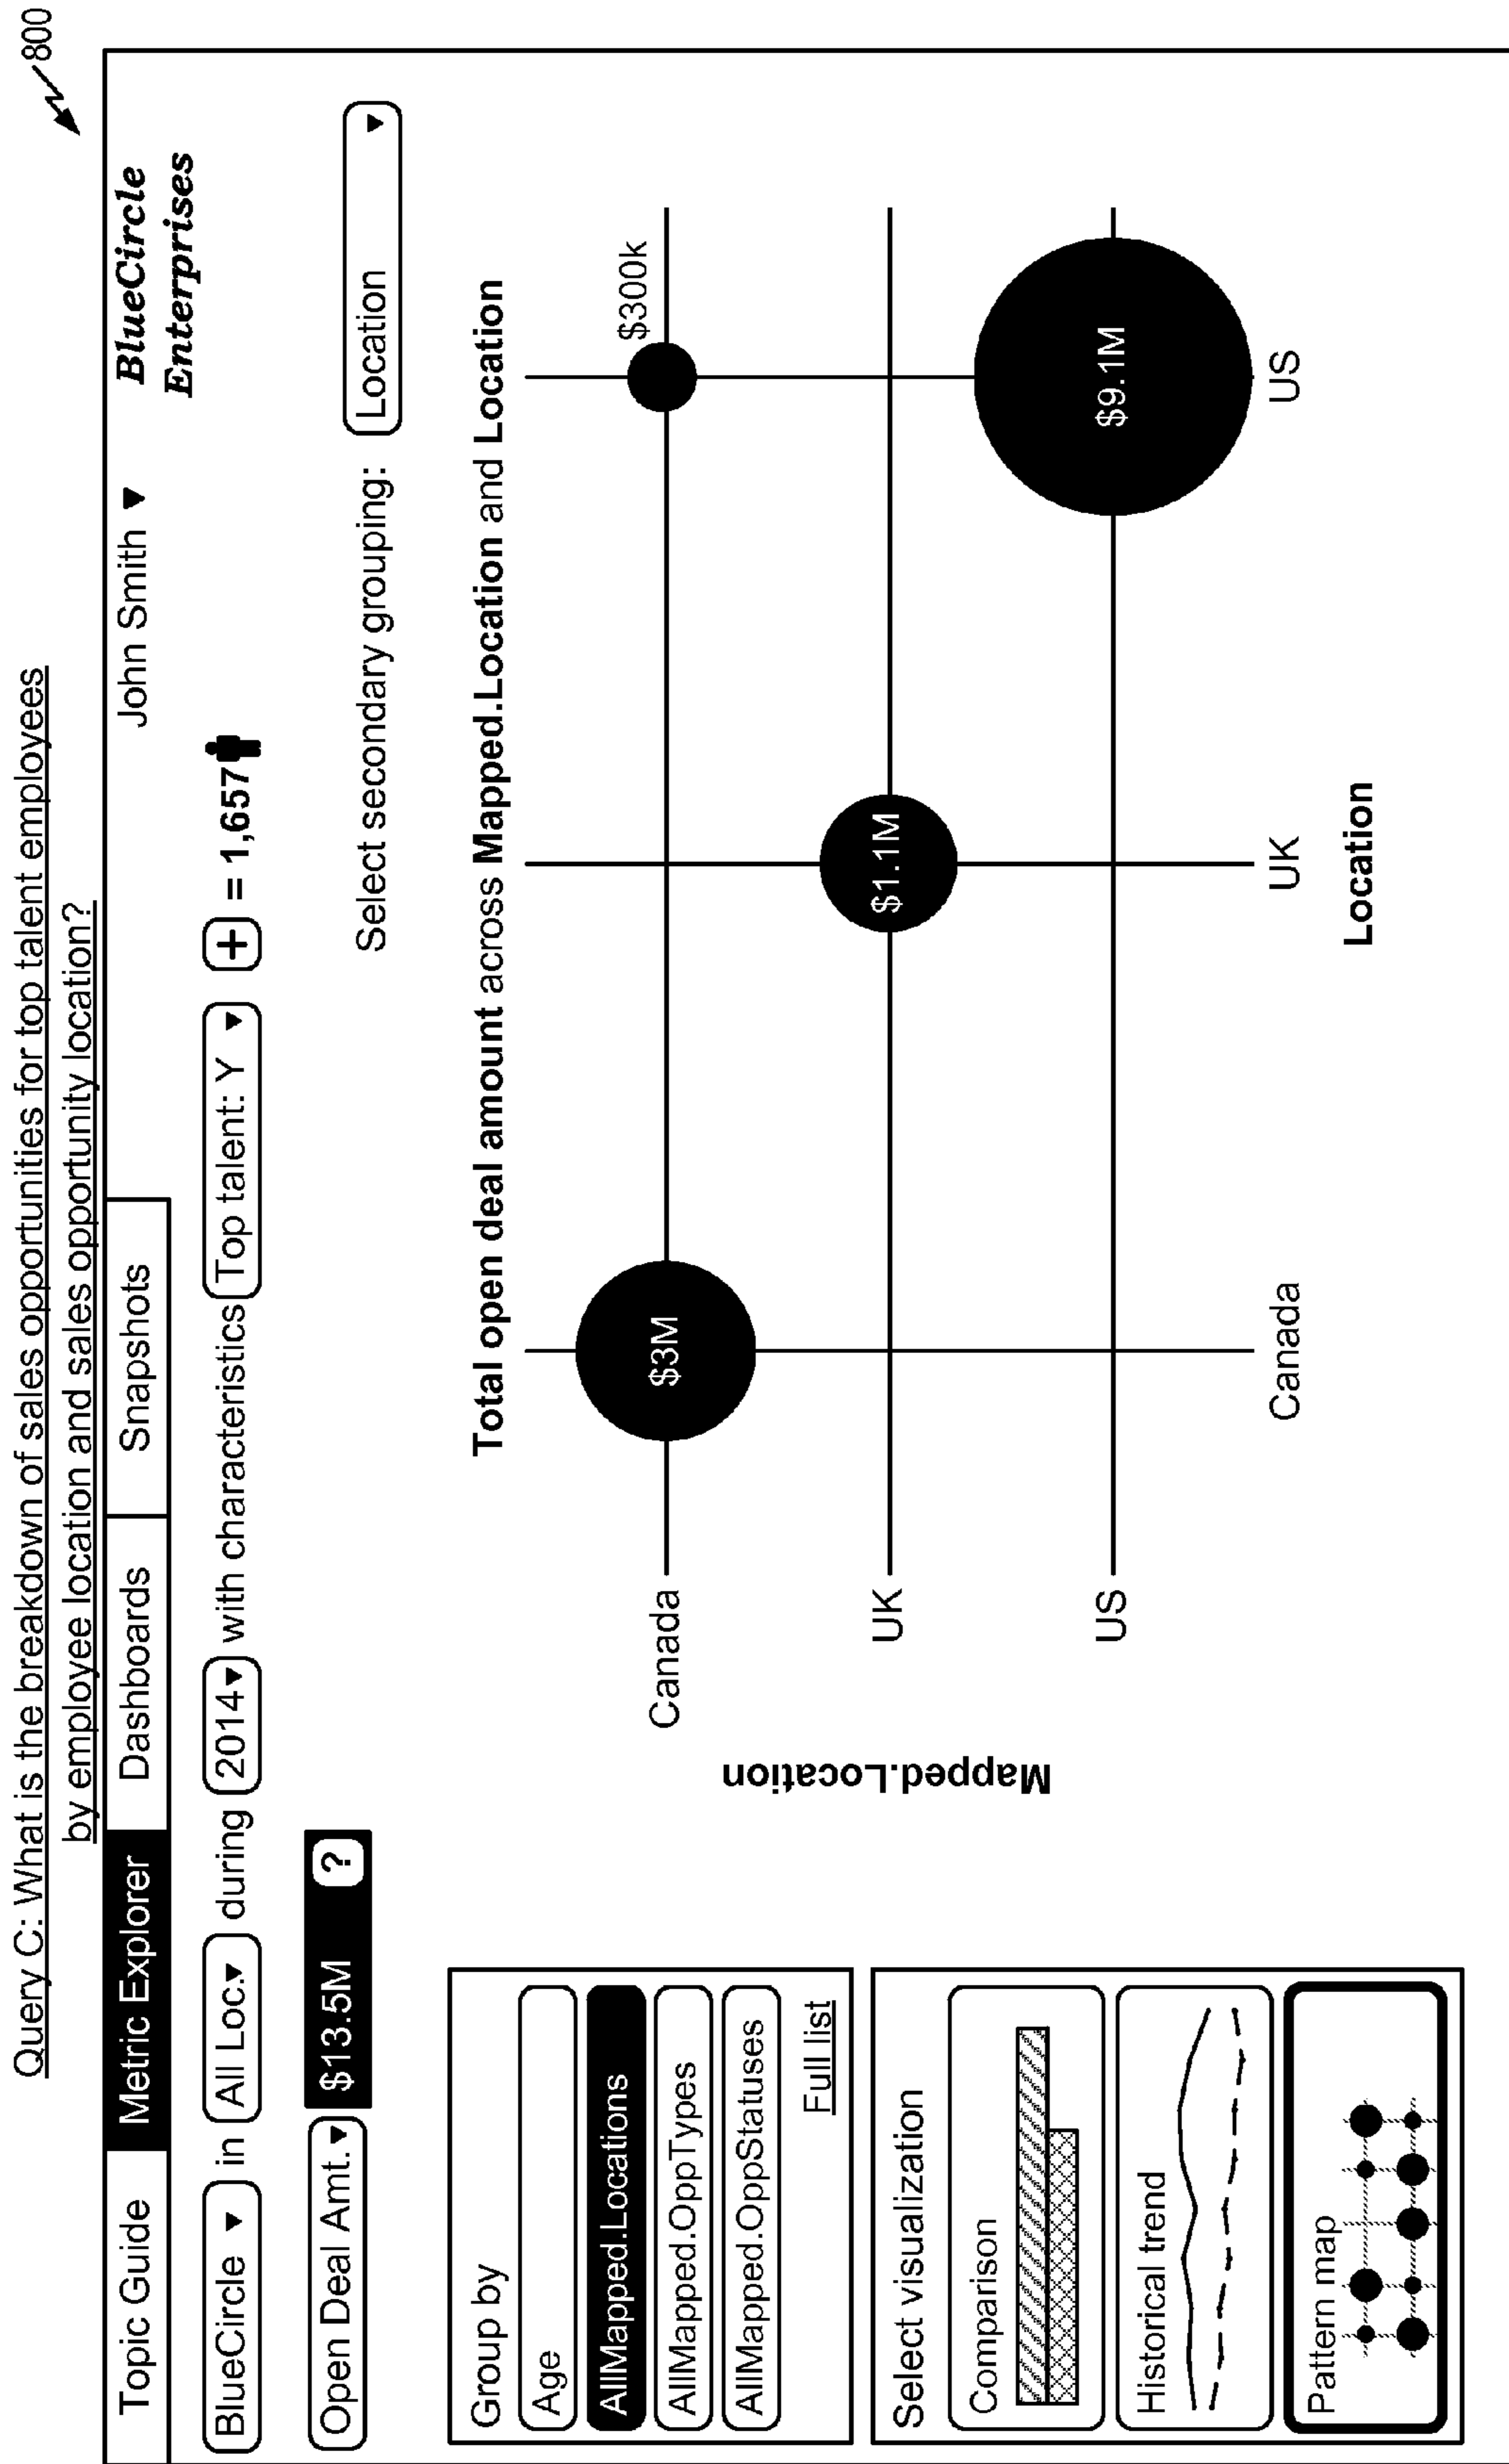 Query C: What is the breakdown of sales opportunities for top talent employees
by employee location and sales opportunity location?
800
Topic Guide
Metric Explorer
Dashboards
Snapshots
John Smith ▼
BlueCircle
Enterprises
BlueCircle ▼ in All Loc.▼ during 2014▼ with characteristics Top talent: Y ▼ + = 1,657
Open Deal Amt. ▼
$13.5M ?
Select secondary grouping: Location ▼
Group by
Age
AllMapped.Locations
AllMapped.OppTypes
AllMapped.OppStatuses
Full list
Select visualization
Comparison
Historical trend
Pattern map
Total open deal amount across Mapped.Location and Location
Mapped.Location
Canada
$3M
$300k
UK
$1.1M
US
$9.1M
Canada
UK
US
Location